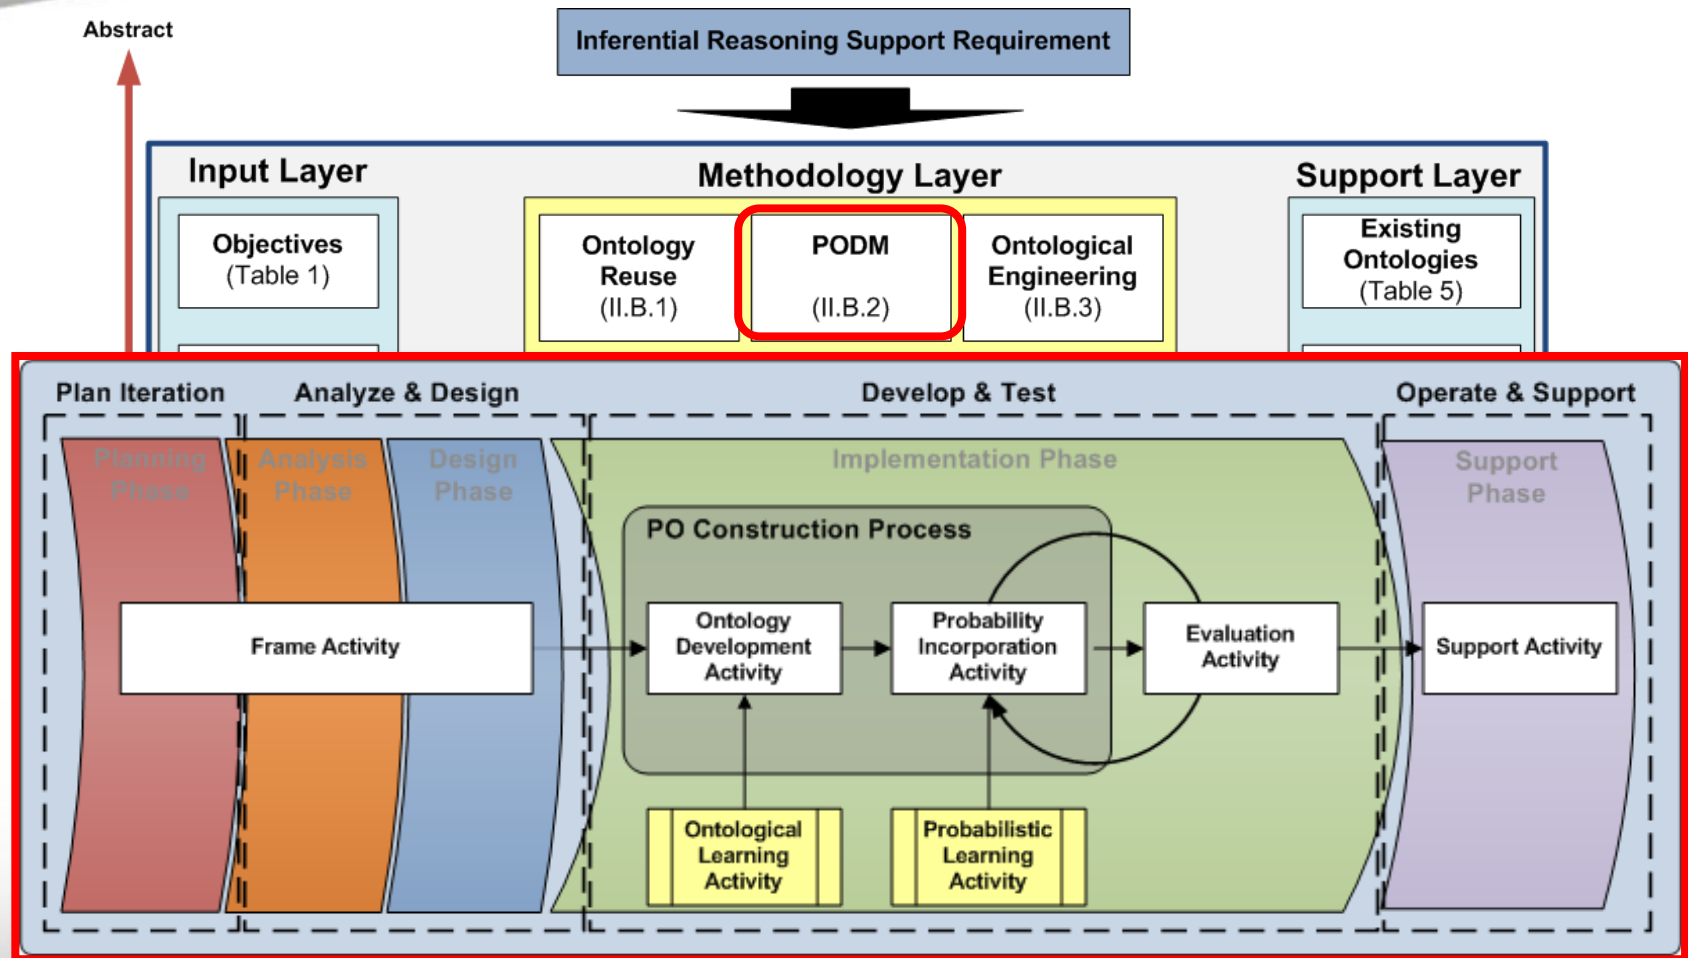 Abstract
Inferential Reasoning Support Requirement
Input Layer
Methodology Layer
Support Layer
Objectives
(Table 1)
Ontology
Reuse
(II.B.1)
PODM
(II.B.2)
Ontological
Engineering
(II.B.3)
Existing
Ontologies
(Table 5)
Plan Iteration
Analyze & Design
Develop & Test
Operate & Support
Planning
Phase
Analysis
Phase
Design
Phase
Implementation Phase
Support
Phase
PO Construction Process
Frame Activity
Ontology
Development
Activity
Probability
Incorporation
Activity
Evaluation
Activity
Support Activity
Ontological
Learning
Activity
Probabilistic
Learning
Activity